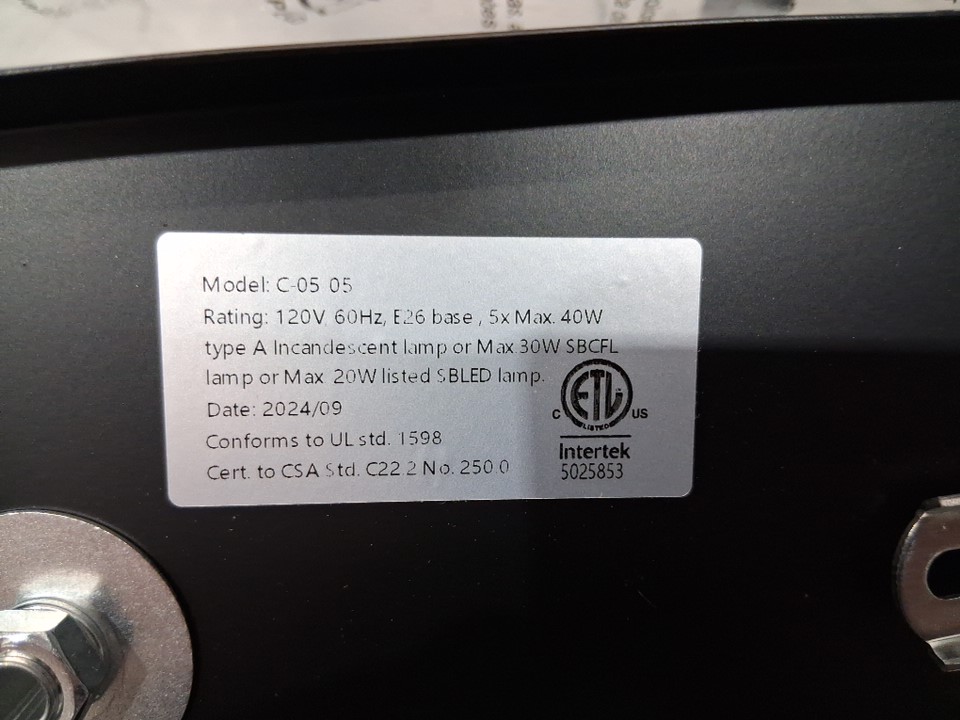 Model: C-05 05
Rating: 120V, 60Hz, E26 base , 5x Max. 40W
type A Incandescent lamp or Max.30W SBCFL
lamp or Max. 20W listed SBLED lamp.
Date: 2024/09
Conforms to UL std. 1598
Cert. to CSA Std. C22.2 No. 250.0
ETL
C US
LISTED
Intertek
5025853